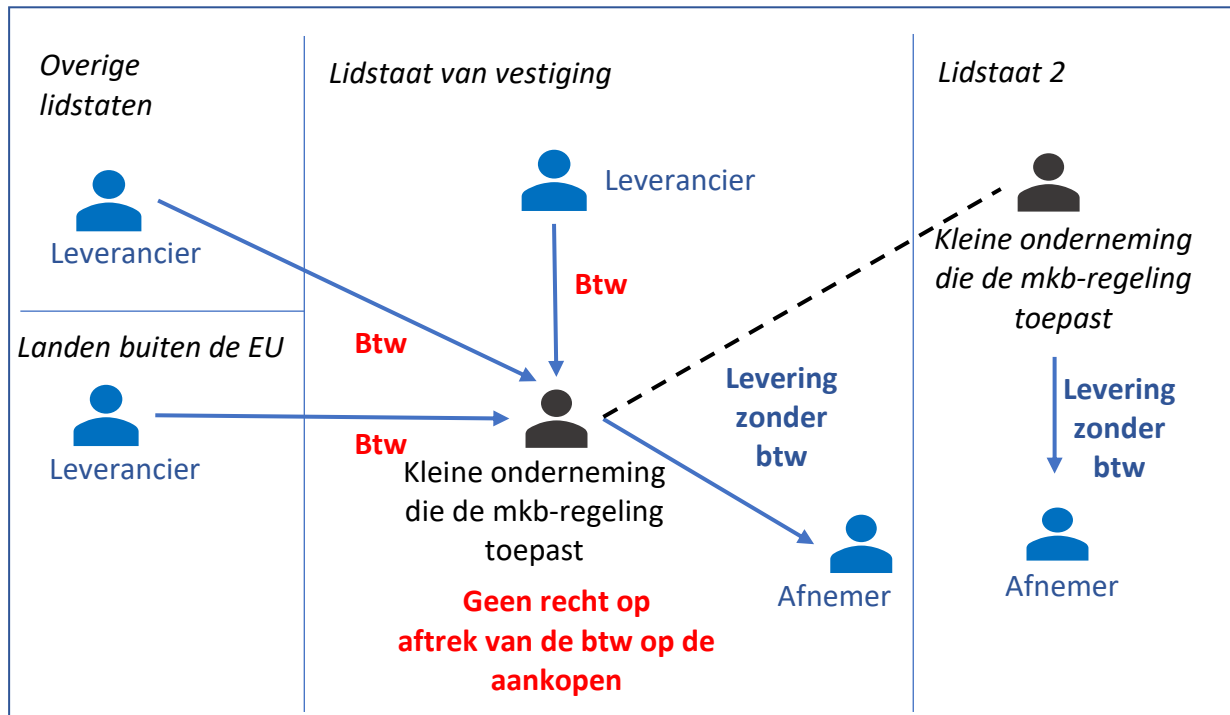 Overige
lidstaten
Leverancier
Landen buiten de EU
Leverancier
Lidstaat van vestiging
Leverancier
Btw
Btw
Btw
Kleine onderneming
die de mkb-regeling
toepast
Geen recht op
aftrek van de btw op de
aankopen
Levering
zonder
btw
Afnemer
Lidstaat 2
Kleine onderneming
die de mkb-regeling
toepast
Levering
zonder
btw
Afnemer